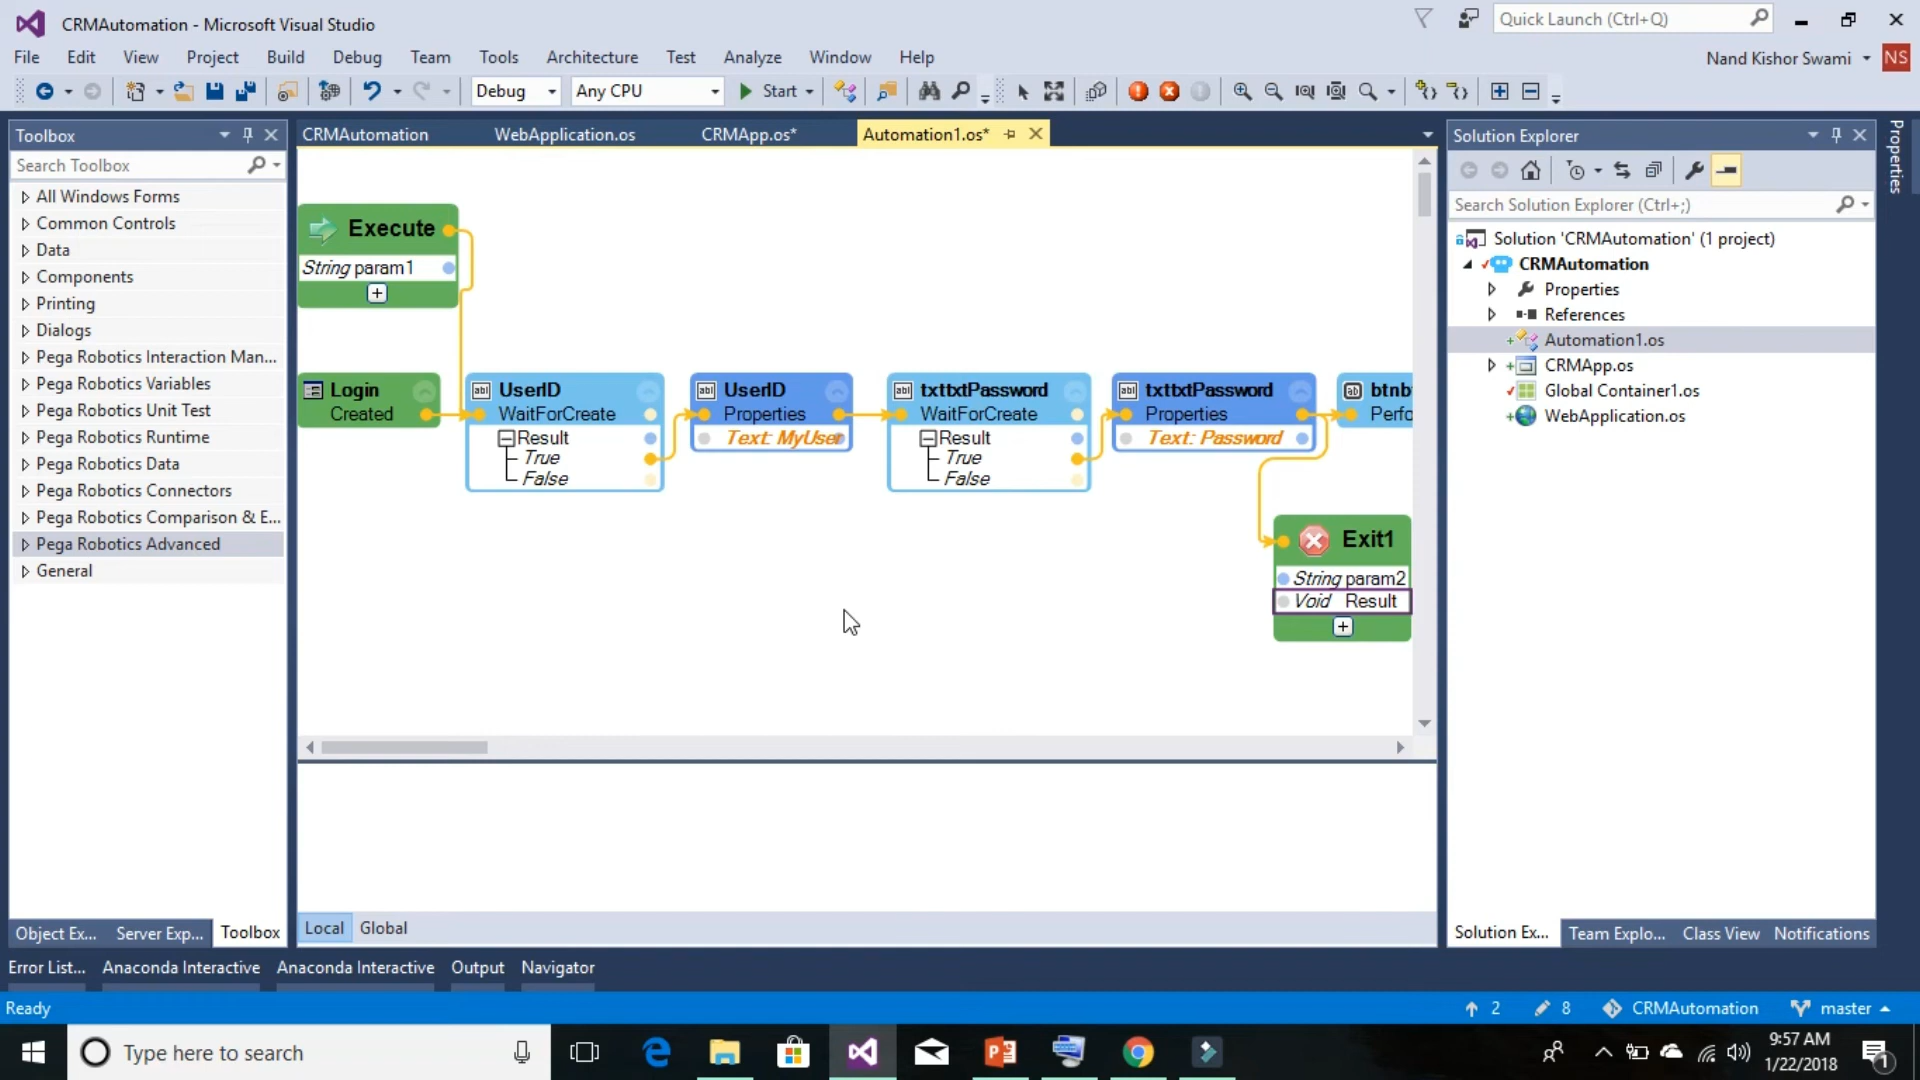 CRMAutomation - Microsoft Visual Studio
Quick Launch (Ctrl+Q)
File Edit View Project Build Debug Team Tools Architecture Test Analyze Window Help
Nand Kishor Swami NS
Debug Any CPU Start
Toolbox
Search Toolbox
All Windows Forms
Common Controls
Data
Components
Printing
Dialogs
Pega Robotics Interaction Man...
Pega Robotics Variables
Pega Robotics Unit Test
Pega Robotics Runtime
Pega Robotics Data
Pega Robotics Connectors
Pega Robotics Comparison & E...
Pega Robotics Advanced
General
Object Ex... Server Exp... Toolbox
CRMAutomation WebApplication.os CRMApp.os* Automation1.os*
Execute
String param1
Login
Created
UserID
WaitForCreate
Result
True
False
UserID
Properties
Text: MyUser
txttxtPassword
WaitForCreate
Result
True
False
txttxtPassword
Properties
Text: Password
btnb
Perfo
Exit1
String param2
Void Result
Local Global
Solution Explorer
Search Solution Explorer (Ctrl+;)
Solution 'CRMAutomation' (1 project)
CRMAutomation
Properties
References
Automation1.os
CRMApp.os
Global Container1.os
WebApplication.os
Solution Ex... Team Explo... Class View Notifications
Properties
Error List... Anaconda Interactive Anaconda Interactive Output Navigator
Ready
2 8 CRMAutomation master
Type here to search
9:57 AM
1/22/2018
1